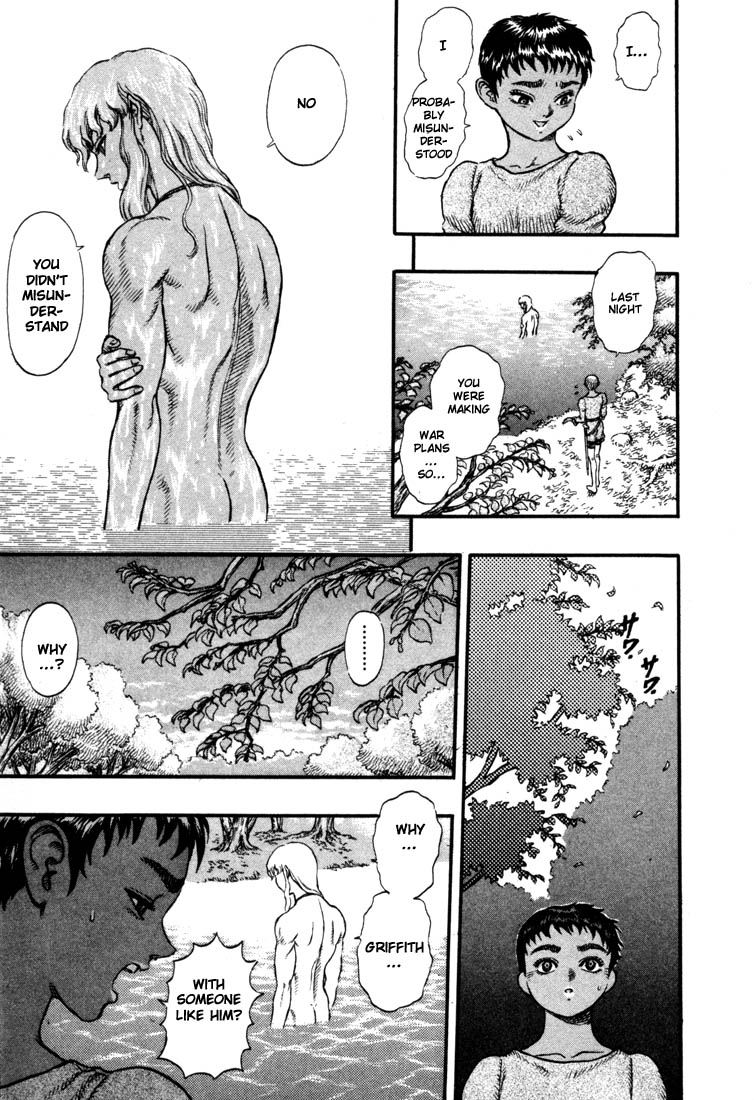 I...
I
PROBA-
BLY
MISUN-
DER-
STOOD
LAST
NIGHT
YOU
WERE
MAKING
WAR
PLANS
...
SO...
NO
YOU
DIDN'T
MISUN-
DER-
STAND
サワ
サワ
........
WHY
...?
WHY
...
GRIFFITH
...
WITH
SOMEONE
LIKE HIM?